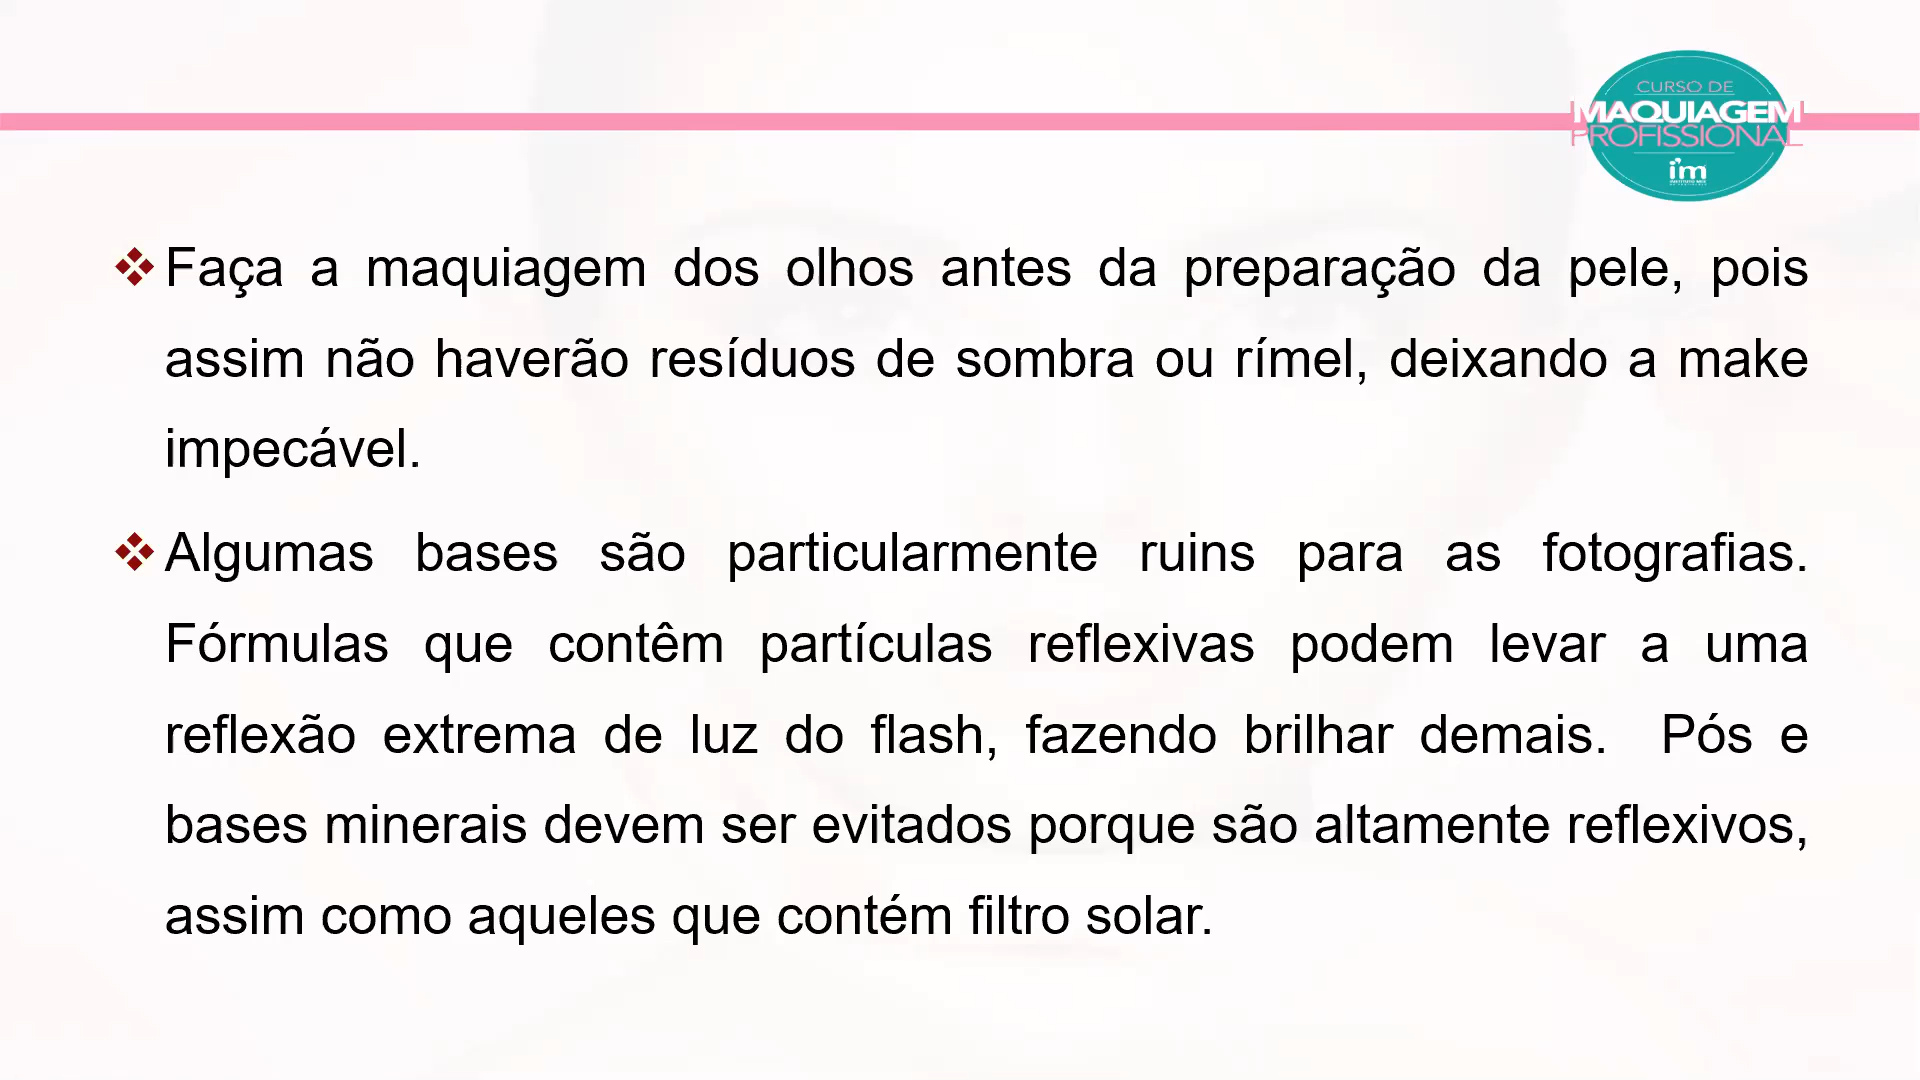 CURSO DE
MAQUIAGEM
PROFISSIONAL
im
❖Faça a maquiagem dos olhos antes da preparação da pele, pois
assim não haverão resíduos de sombra ou rímel, deixando a make
impecável.
❖Algumas bases são particularmente ruins para as fotografias.
Fórmulas que contêm partículas reflexivas podem levar a uma
reflexão extrema de luz do flash, fazendo brilhar demais. Pós e
bases minerais devem ser evitados porque são altamente reflexivos,
assim como aqueles que contém filtro solar.